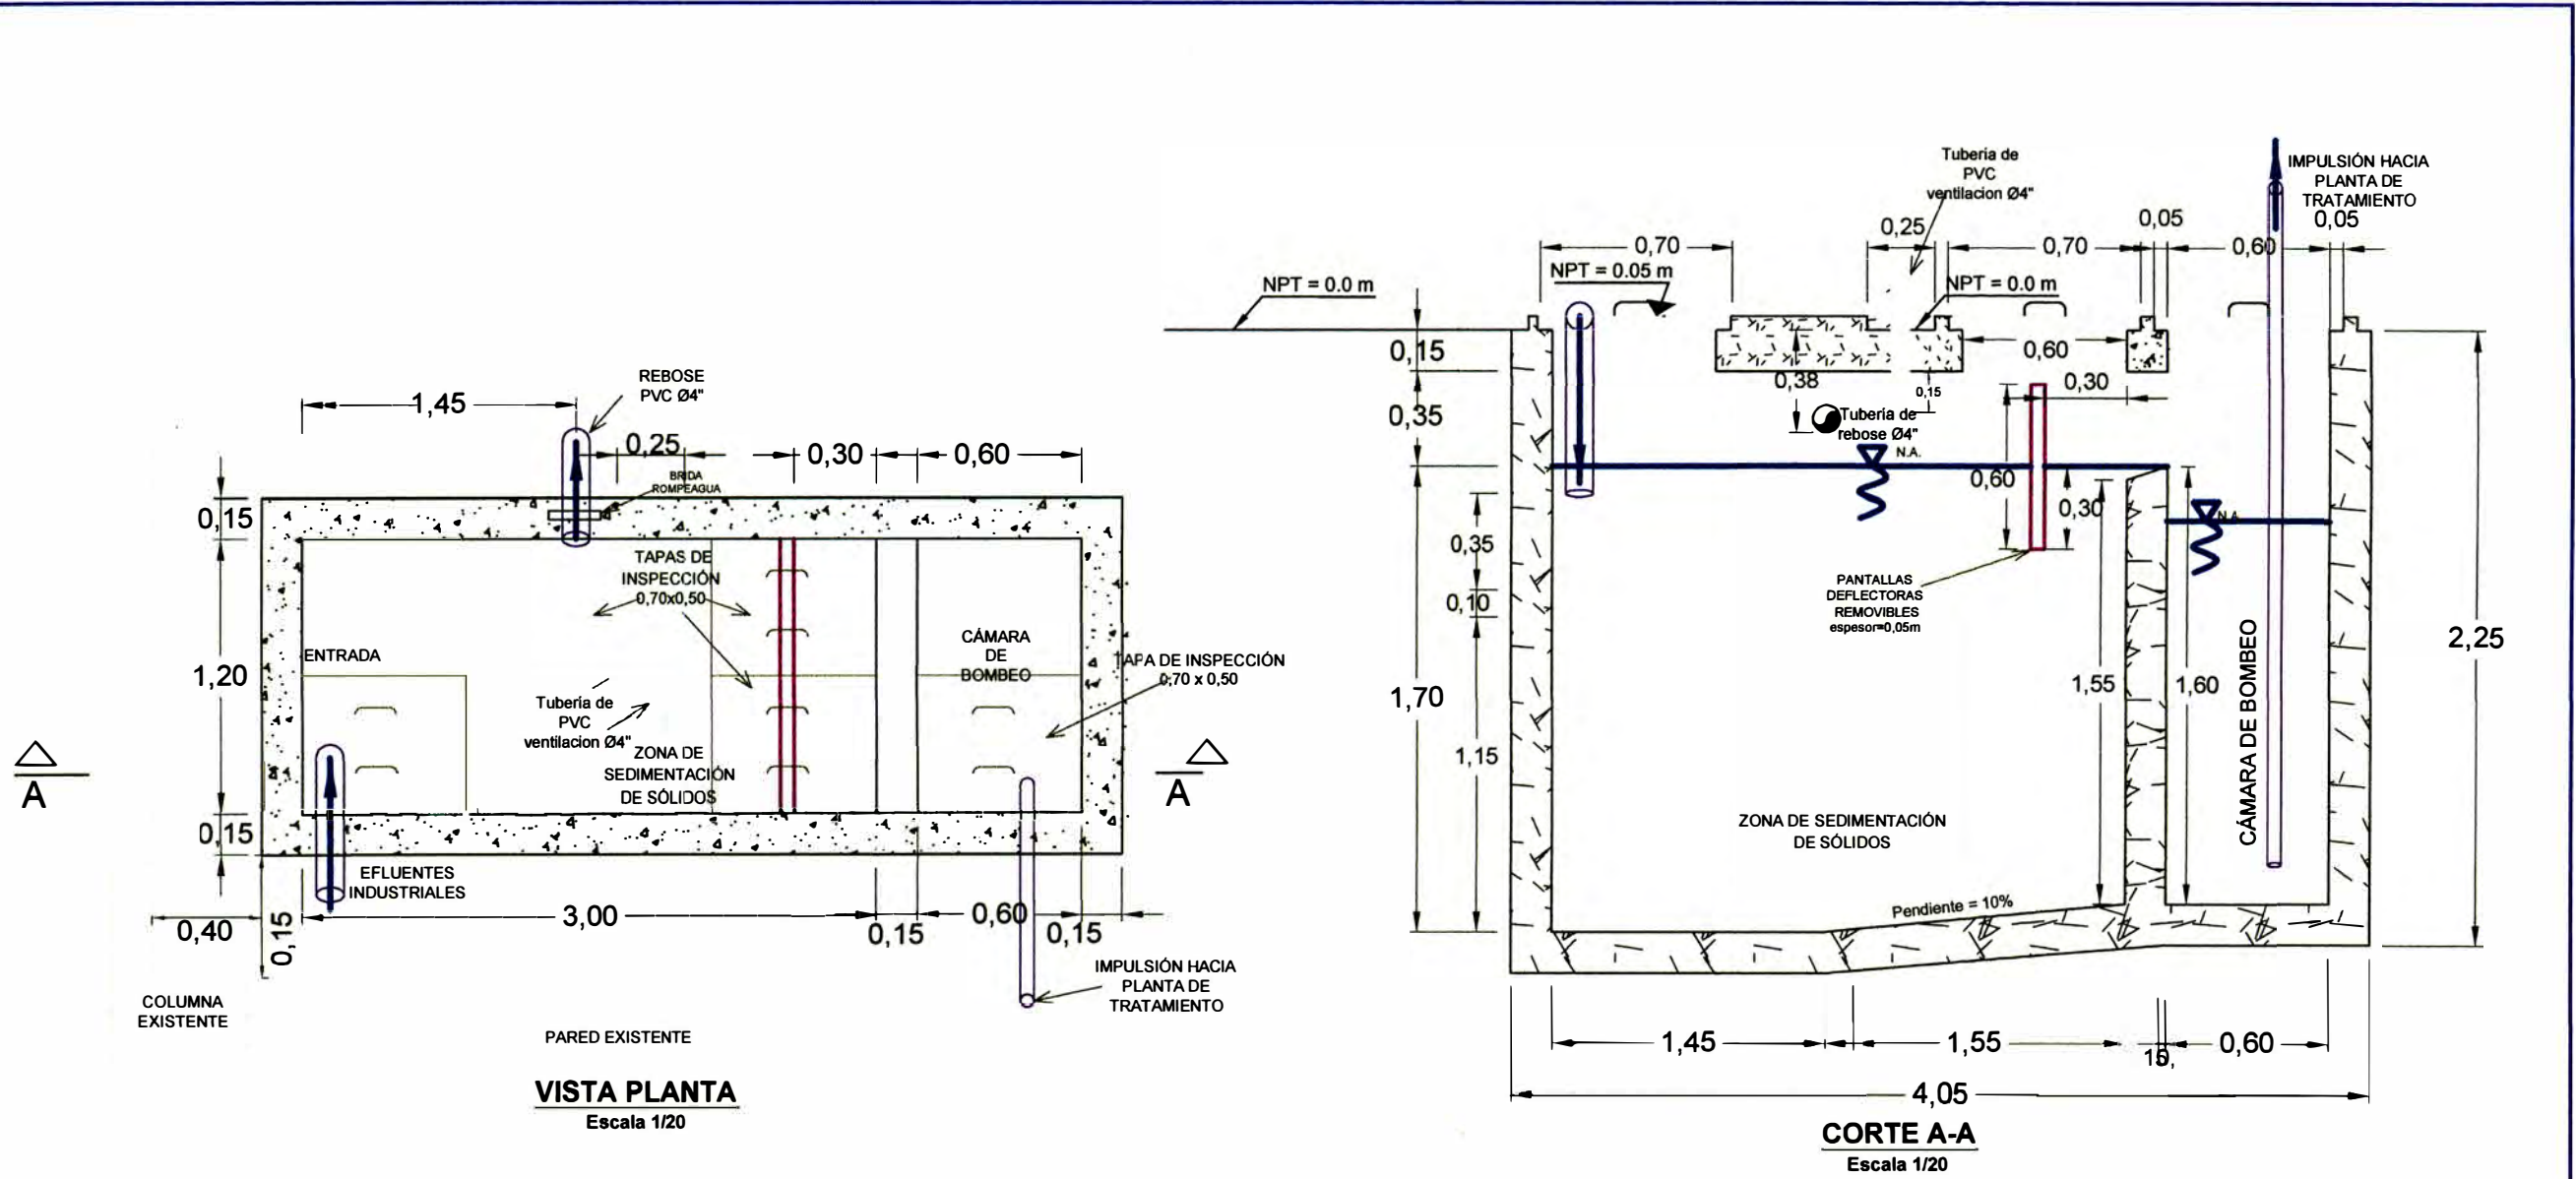 REBOSE
PVC Ø4"
1,45
0,25
0,30
0,60
BRIDA
ROMPEAGUA
0,15
TAPAS DE
INSPECCIÓN
0,70x0,50
ENTRADA
1,20
CÁMARA
DE
BOMBEO
TAPA DE INSPECCIÓN
0,70 x 0,50
Tubería de
PVC
ventilacion Ø4"
ZONA DE
SEDIMENTACIÓN
DE SÓLIDOS
A
A
0,15
EFLUENTES
INDUSTRIALES
0,40
0,15
3,00
0,15
0,60
0,15
COLUMNA
EXISTENTE
IMPULSIÓN HACIA
PLANTA DE
TRATAMIENTO
PARED EXISTENTE
VISTA PLANTA
Escala 1/20
Tubería de
PVC
ventilacion Ø4"
IMPULSIÓN HACIA
PLANTA DE
TRATAMIENTO
0,70
0,25
0,70
0,05
0,60
0,05
NPT = 0.0 m
NPT = 0.05 m
NPT = 0.0 m
0,15
0,60
0,38
0,15
0,30
0,35
Tubería de
rebose Ø4"
N.A.
0,60
0,30
N.A.
0,35
0,10
PANTALLAS
DEFLECTORAS
REMOVIBLES
espesor=0,05m
2,25
1,70
1,55
1,60
CÁMARA DE BOMBEO
1,15
ZONA DE SEDIMENTACIÓN
DE SÓLIDOS
Pendiente = 10%
1,45
1,55
0,60
4,05
CORTE A-A
Escala 1/20